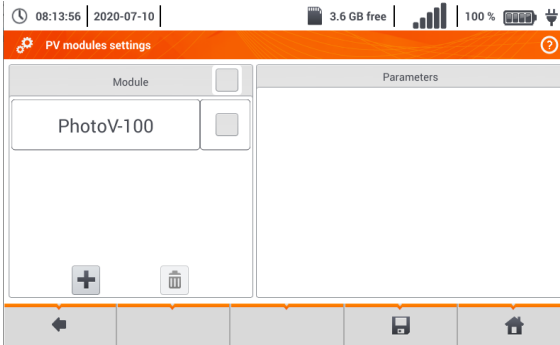 08:13:56 2020-07-10 3.6 GB free 100 %
PV modules settings ?
Module Parameters
PhotoV-100